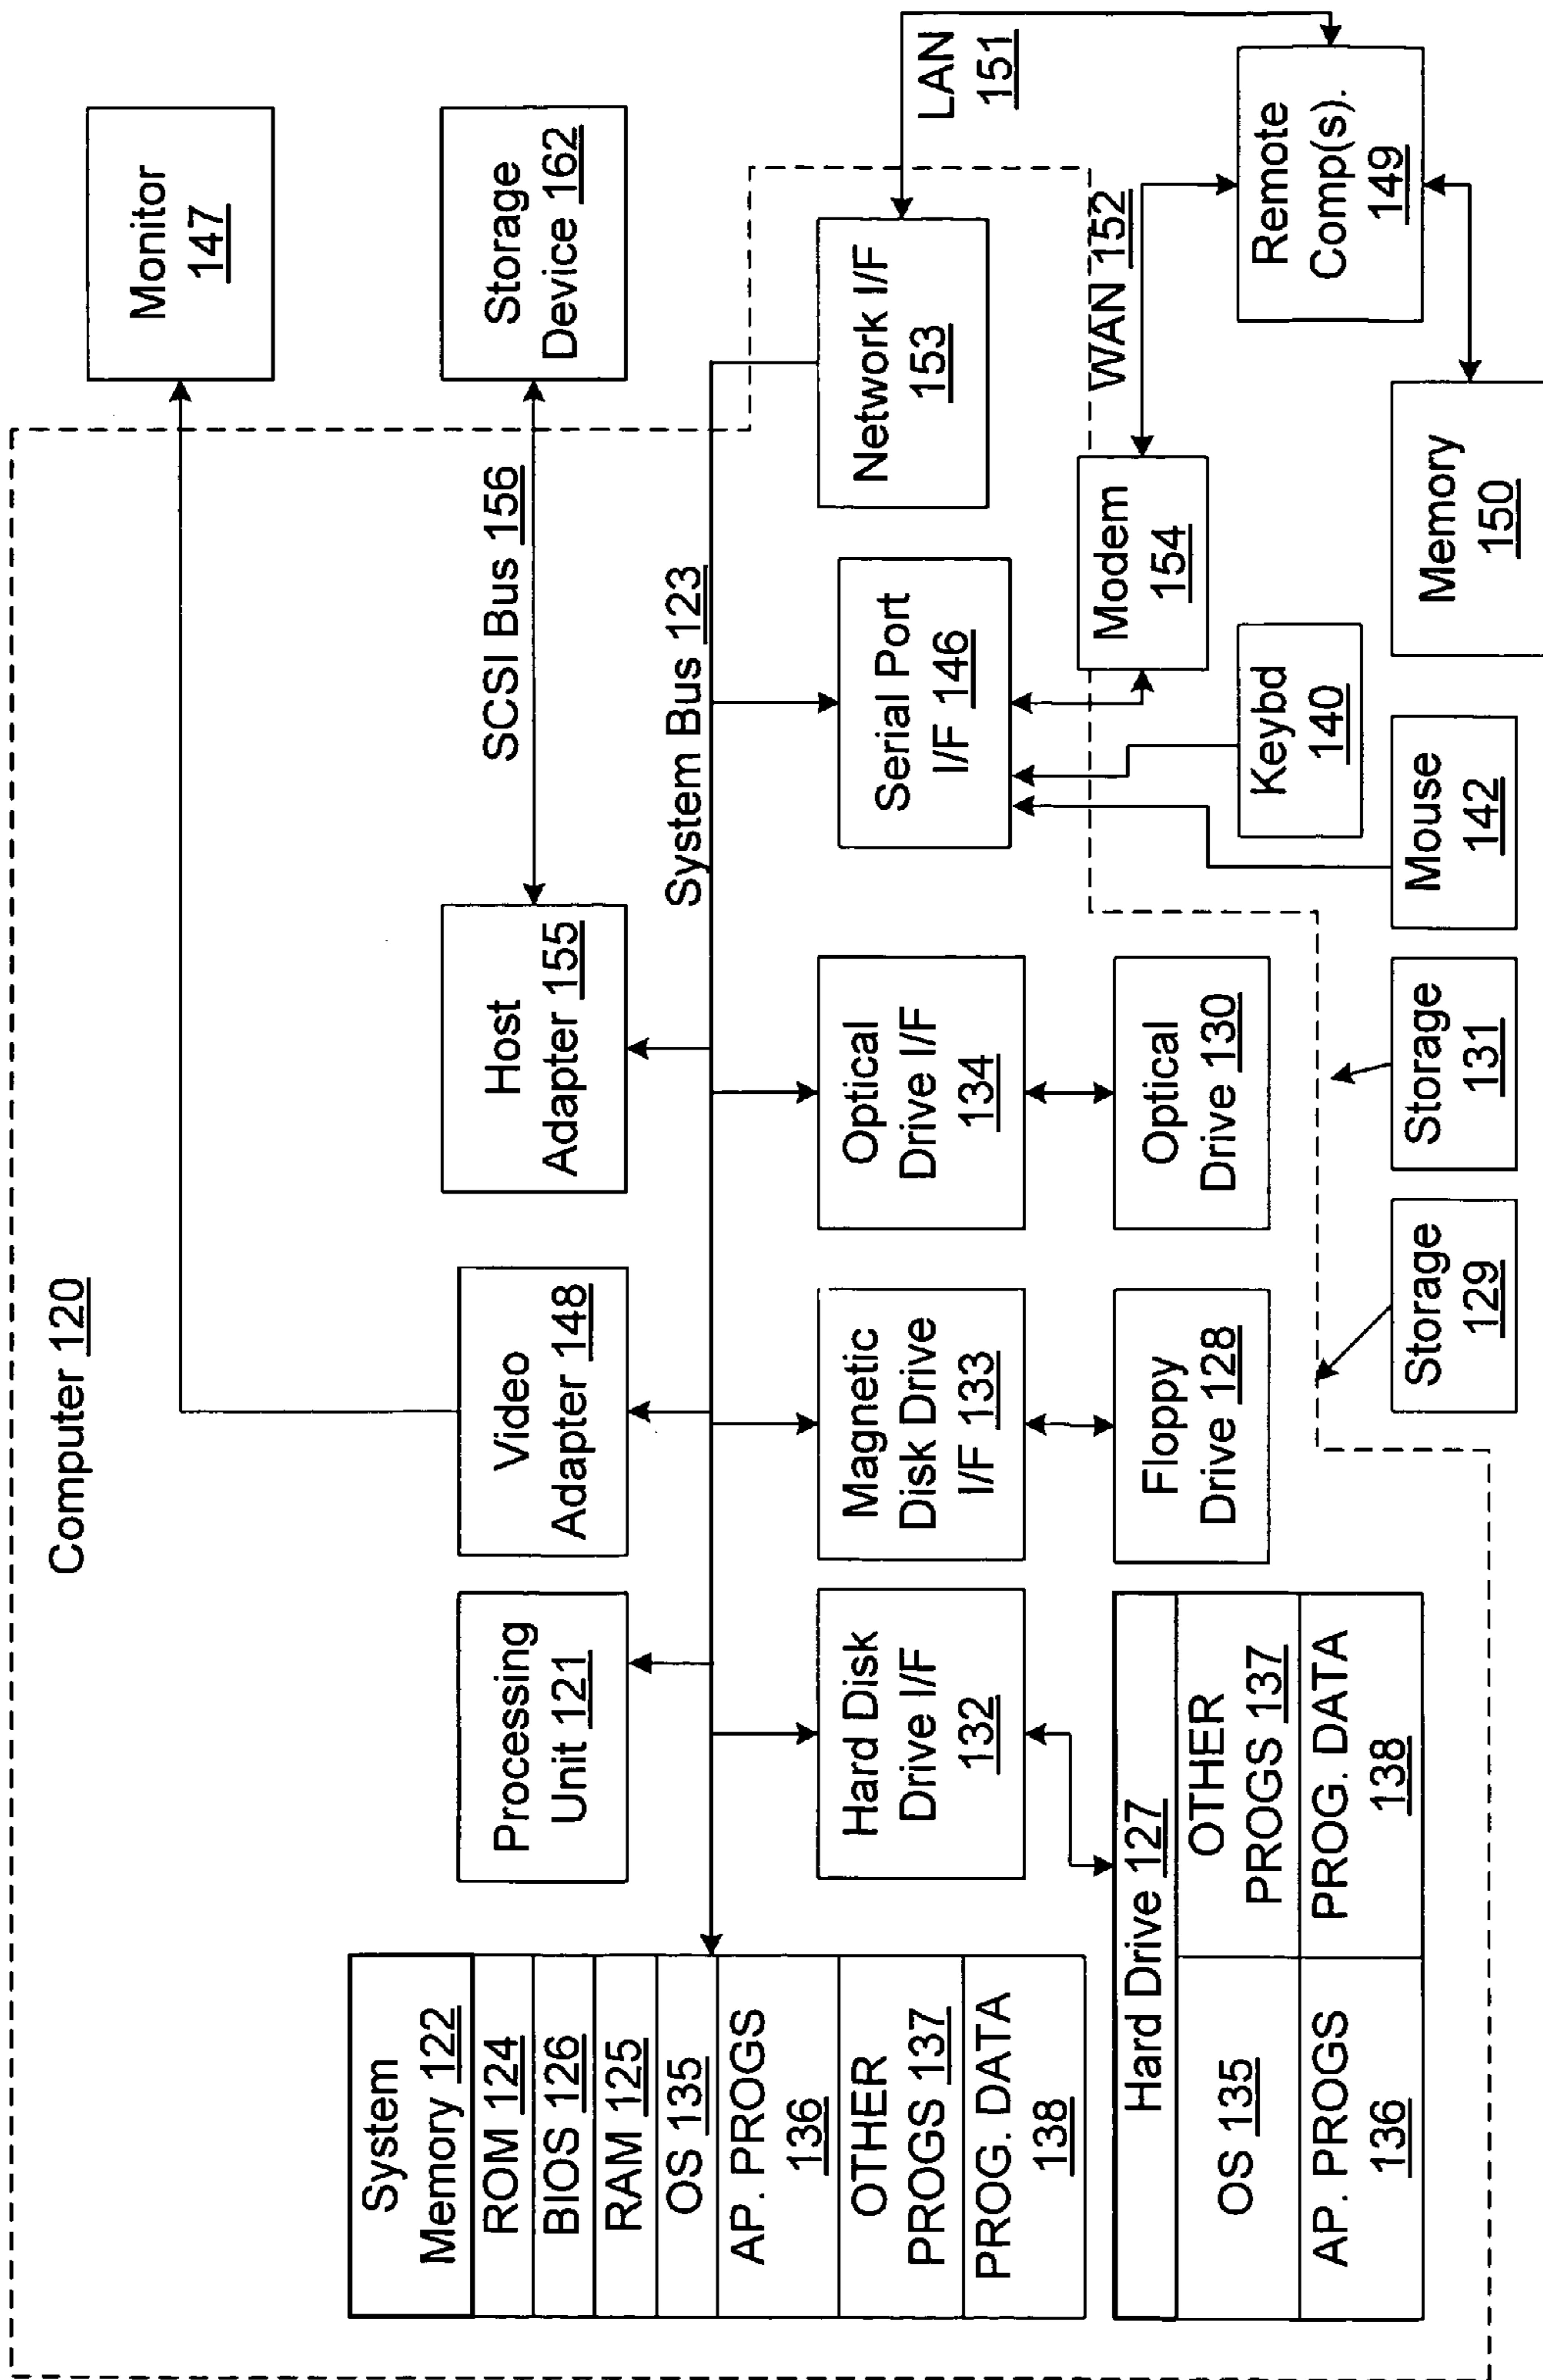 Computer 120
System
Memory 122
ROM 124
BIOS 126
RAM 125
OS 135
AP. PROGS
136
OTHER
PROGS 137
PROG. DATA
138
Processing
Unit 121
Video
Adapter 148
Host
Adapter 155
SCSI Bus 156
Monitor
147
Storage
Device 162
System Bus 123
Hard Disk
Drive I/F
132
Magnetic
Disk Drive
I/F 133
Optical
Drive I/F
134
Serial Port
I/F 146
Network I/F
153
LAN
151
Hard Drive 127
OS 135
OTHER
PROGS 137
AP. PROGS
136
PROG. DATA
138
Floppy
Drive 128
Optical
Drive 130
Modem
154
WAN 152
Storage
129
Storage
131
Mouse
142
Keybd
140
Memory
150
Remote
Comp(s).
149